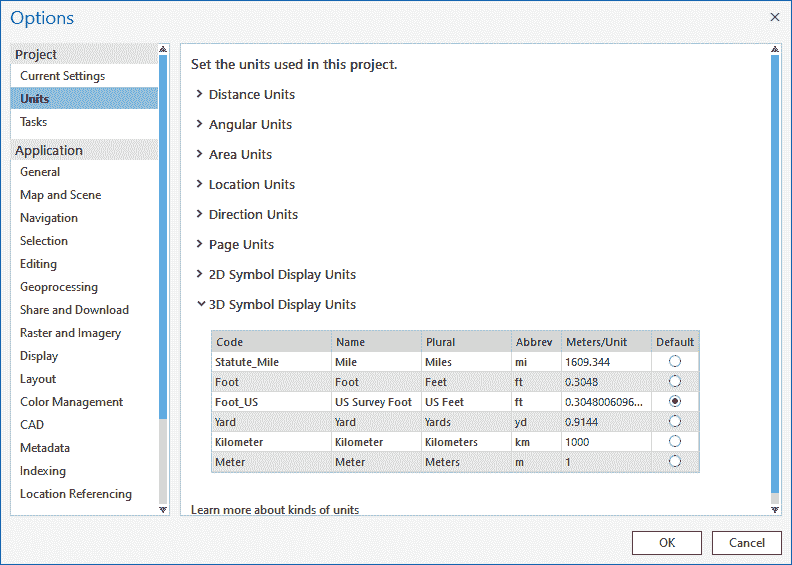 Options
Project
Current Settings
Units
Tasks
Application
General
Map and Scene
Navigation
Selection
Editing
Geoprocessing
Share and Download
Raster and Imagery
Display
Layout
Color Management
CAD
Metadata
Indexing
Location Referencing
Set the units used in this project.
Distance Units
Angular Units
Area Units
Location Units
Direction Units
Page Units
2D Symbol Display Units
3D Symbol Display Units
Code Name Plural Abbrev Meters/Unit Default
Statute_Mile Mile Miles mi 1609.344
Foot Foot Feet ft 0.3048
Foot_US US Survey Foot US Feet ft 0.3048006096...
Yard Yard Yards yd 0.9144
Kilometer Kilometer Kilometers km 1000
Meter Meter Meters m 1
Learn more about kinds of units
OK Cancel